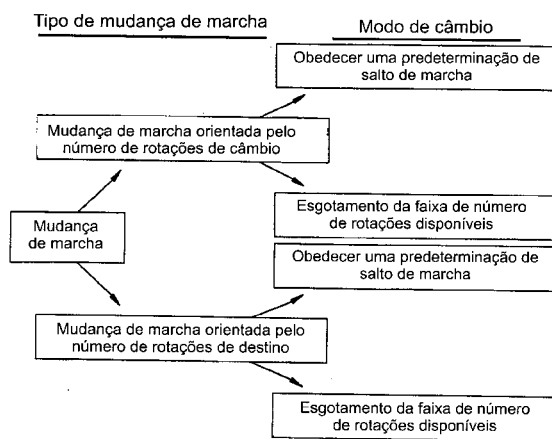 Tipo de mudança de marcha
Modo de câmbio
Obedecer uma predeterminação de
salto de marcha
Mudança de marcha orientada pelo
número de rotações de câmbio
Esgotamento da faixa de número
de rotações disponíveis
Mudança
de marcha
Obedecer uma predeterminação de
salto de marcha
Mudança de marcha orientada pelo
número de rotações de destino
Esgotamento da faixa de número
de rotações disponíveis